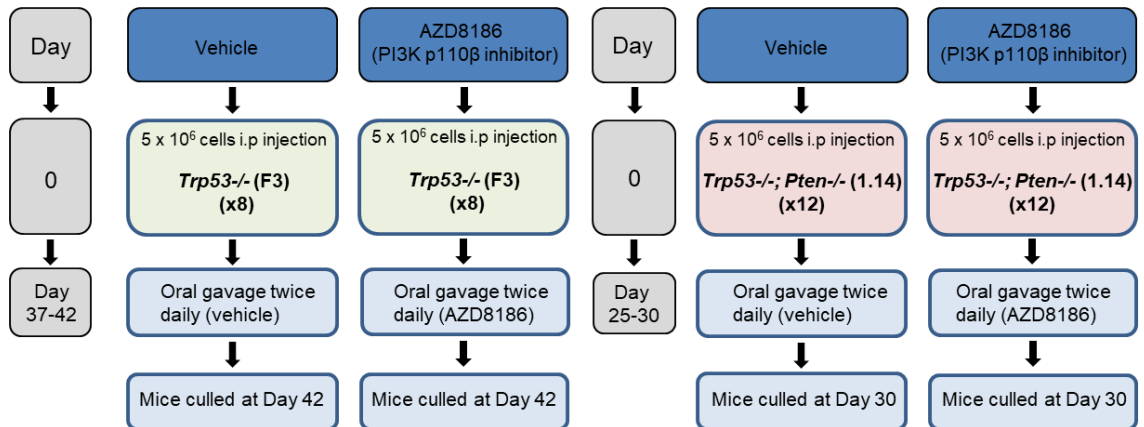 Day
Vehicle
AZD8186
(PI3K p110β inhibitor)
Day
Vehicle
AZD8186
(PI3K p110β inhibitor)
0
5 x 10⁶ cells i.p injection
Trp53-/- (F3)
(x8)
5 x 10⁶ cells i.p injection
Trp53-/- (F3)
(x8)
0
5 x 10⁶ cells i.p injection
Trp53-/-; Pten-/- (1.14)
(x12)
5 x 10⁶ cells i.p injection
Trp53-/-; Pten-/- (1.14)
(x12)
Day
37-42
Oral gavage twice
daily (vehicle)
Oral gavage twice
daily (AZD8186)
Day
25-30
Oral gavage twice
daily (vehicle)
Oral gavage twice
daily (AZD8186)
Mice culled at Day 42
Mice culled at Day 42
Mice culled at Day 30
Mice culled at Day 30